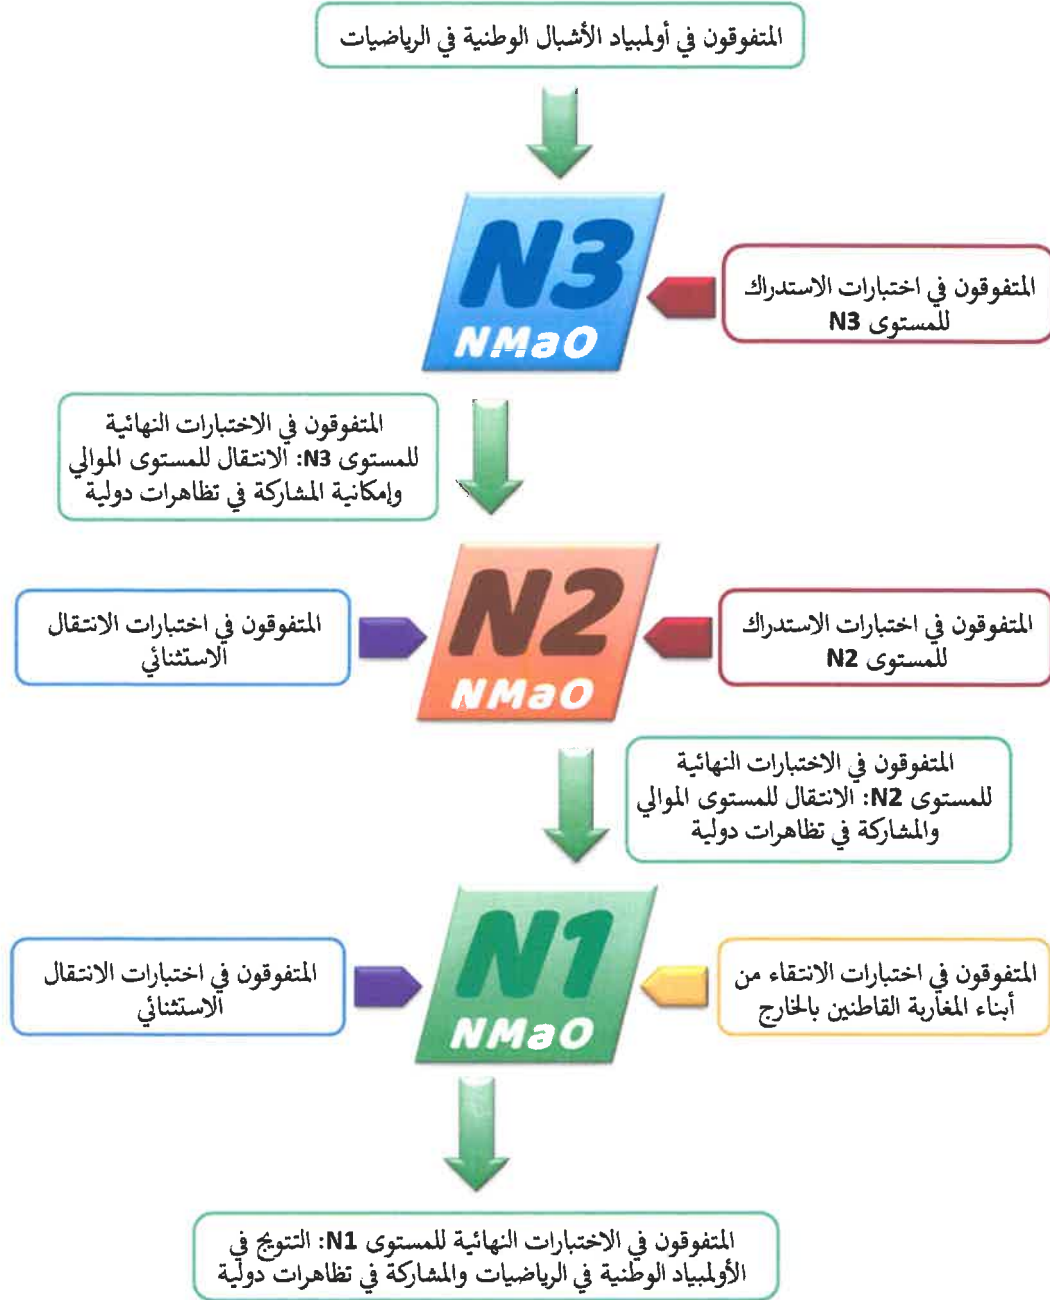 المتفوقون في أولمبياد الأشبال الوطنية في الرياضيات
N3
NMaO
المتفوقون في اختبارات الاستدراك
للمستوى N3
المتفوقون في الاختبارات النهائية
للمستوى N3: الانتقال للمستوى الموالي
وإمكانية المشاركة في تظاهرات دولية
N2
NMaO
المتفوقون في اختبارات الاستدراك
للمستوى N2
المتفوقون في اختبارات الانتقال
الاستثنائي
المتفوقون في الاختبارات النهائية
للمستوى N2: الانتقال للمستوى الموالي
والمشاركة في تظاهرات دولية
N1
NMaO
المتفوقون في اختبارات الانتقاء من
أبناء المغاربة القاطنين بالخارج
المتفوقون في اختبارات الانتقال
الاستثنائي
المتفوقون في الاختبارات النهائية للمستوى N1: التتويج في
الأولمبياد الوطنية في الرياضيات والمشاركة في تظاهرات دولية